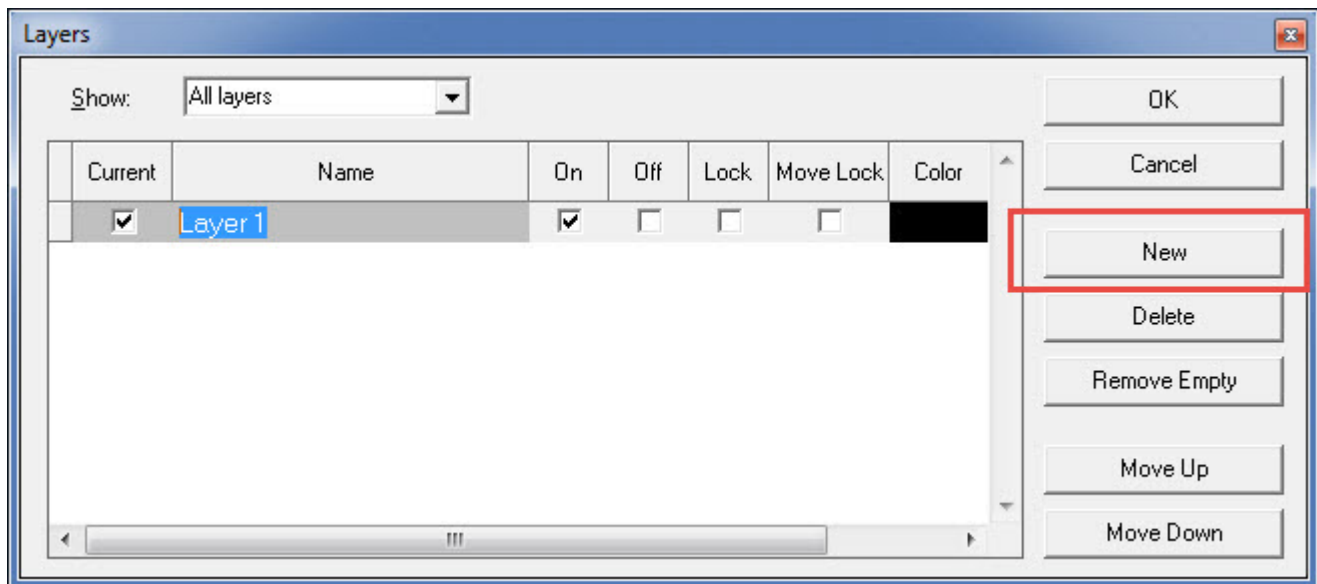 Layers
Show: All layers
OK
Current Name On Off Lock Move Lock Color
Cancel
Layer 1
New
Delete
Remove Empty
Move Up
Move Down